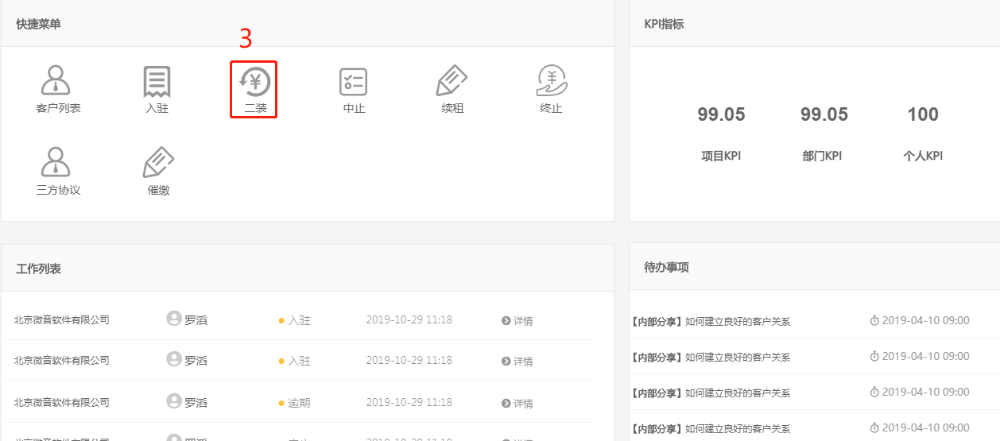 快捷菜单
3
客户列表 入驻 二装 中止 续租 终止
三方协议 催缴
KPI指标
99.05 99.05 100
项目KPI 部门KPI 个人KPI
工作列表
北京微音软件有限公司 罗滔 入驻 2019-10-29 11:18 详情
北京微音软件有限公司 罗滔 入驻 2019-10-29 11:18 详情
北京微音软件有限公司 罗滔 逾期 2019-10-29 11:18 详情
待办事项
【内部分享】如何建立良好的客户关系 2019-04-10 09:00
【内部分享】如何建立良好的客户关系 2019-04-10 09:00
【内部分享】如何建立良好的客户关系 2019-04-10 09:00
【内部分享】如何建立良好的客户关系 2019-04-10 09:00